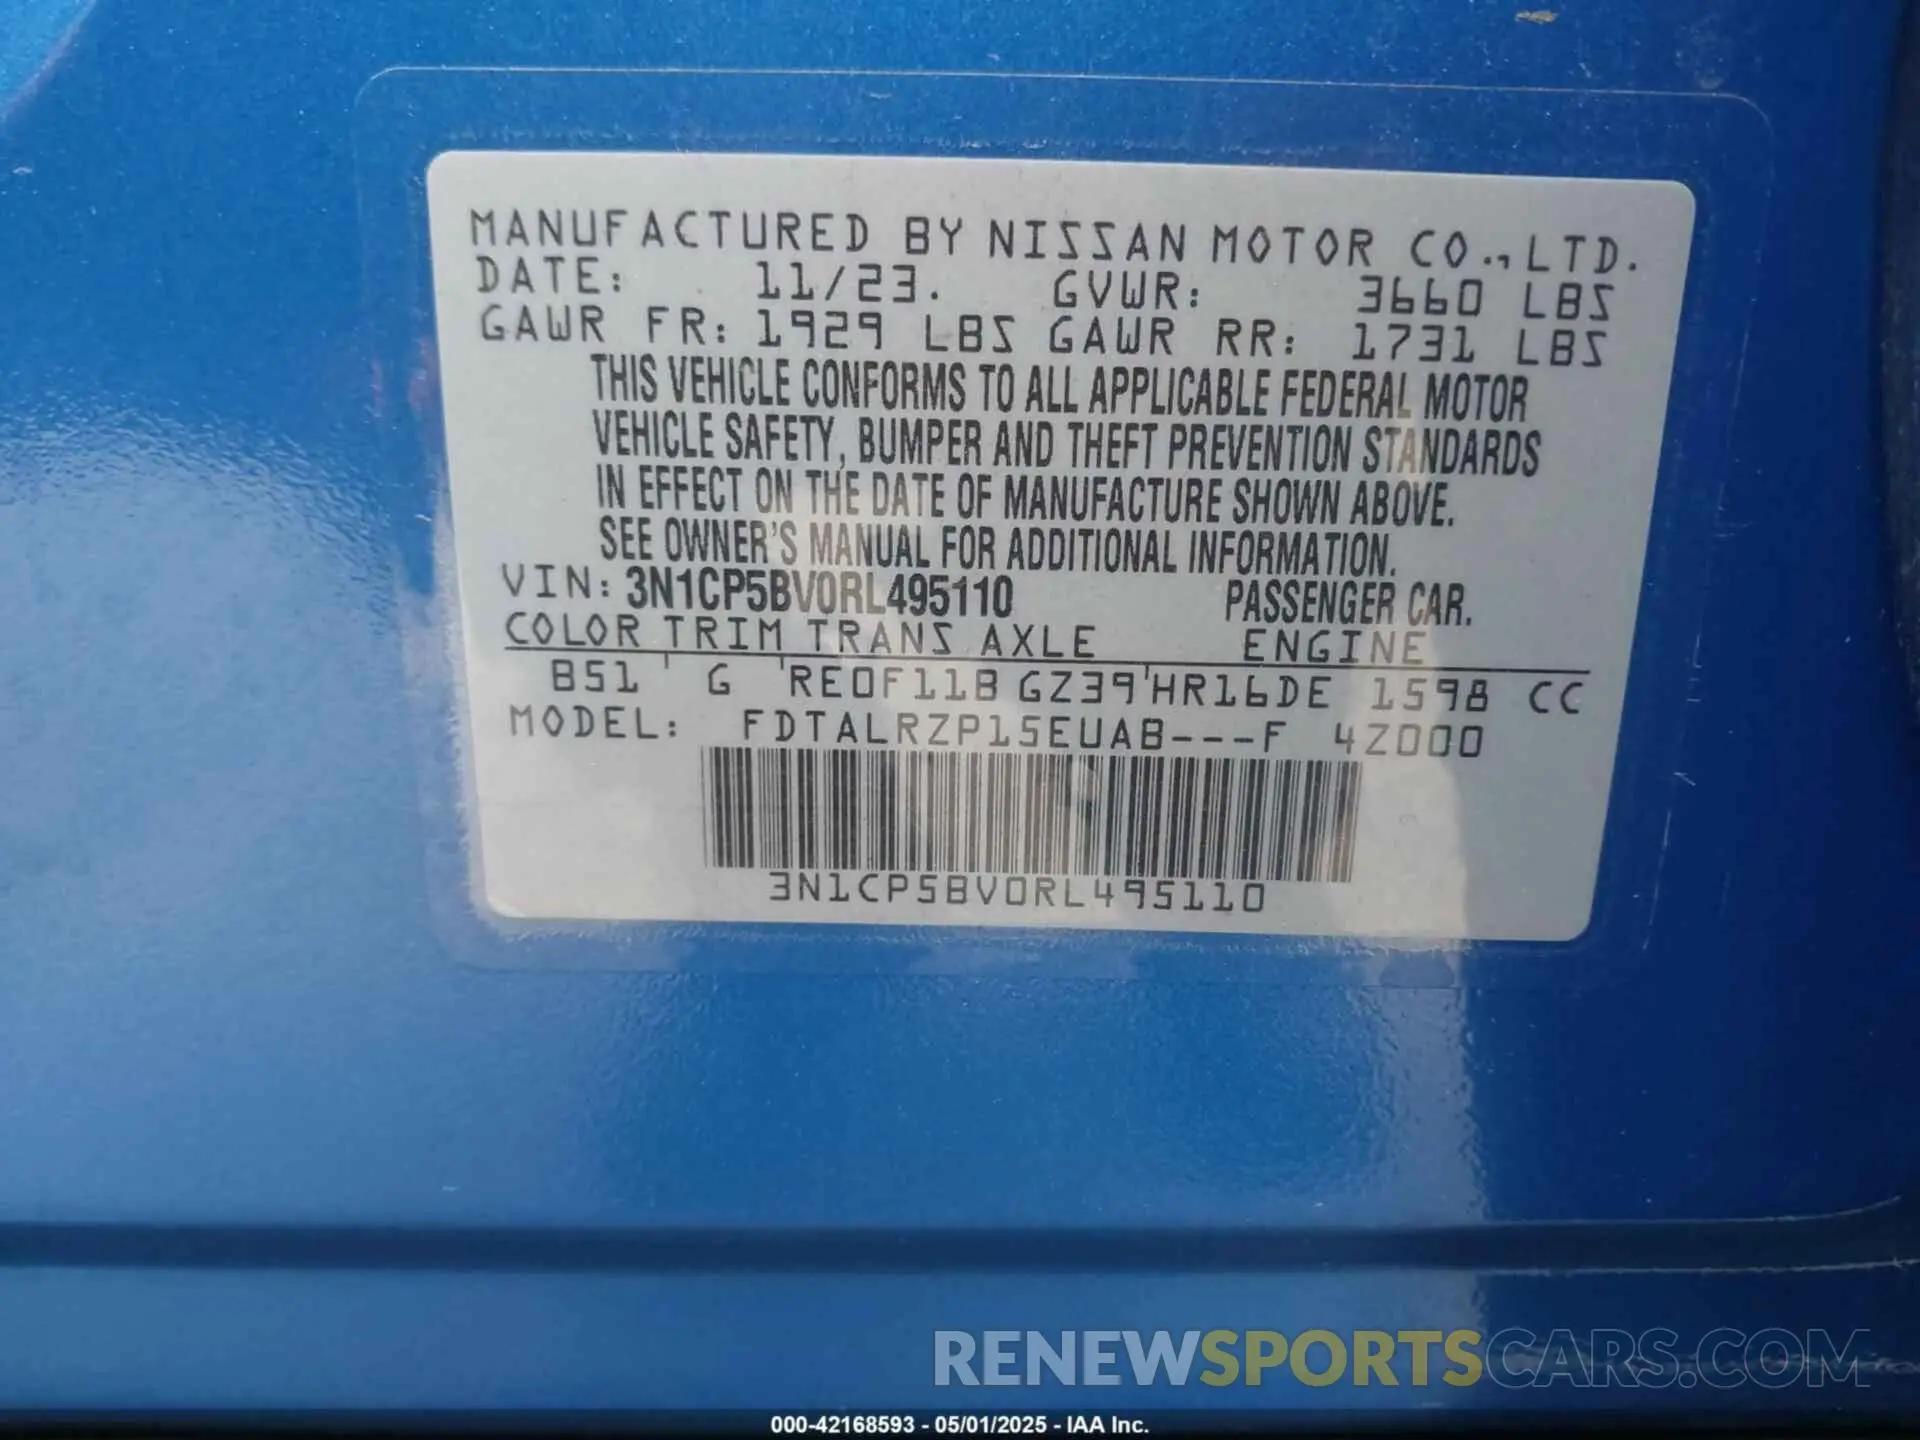 MANUFACTURED BY NISSAN MOTOR CO., LTD.
DATE: 11/23. GVWR: 3660 LBS
GAWR FR: 1929 LBS GAWR RR: 1731 LBS
THIS VEHICLE CONFORMS TO ALL APPLICABLE FEDERAL MOTOR
VEHICLE SAFETY, BUMPER AND THEFT PREVENTION STANDARDS
IN EFFECT ON THE DATE OF MANUFACTURE SHOWN ABOVE.
SEE OWNER'S MANUAL FOR ADDITIONAL INFORMATION.
VIN: 3N1CP5BV0RL495110 PASSENGER CAR.
COLOR TRIM TRANS AXLE ENGINE
B51 ' G 'RE0F11B GZ39'HR16DE 1598 CC
MODEL: FDTALRZP15EUAB---F 4Z000
3N1CP5BV0RL495110
RENEWSPORTSCARS.COM
000-42168593 - 05/01/2025 - IAA Inc.